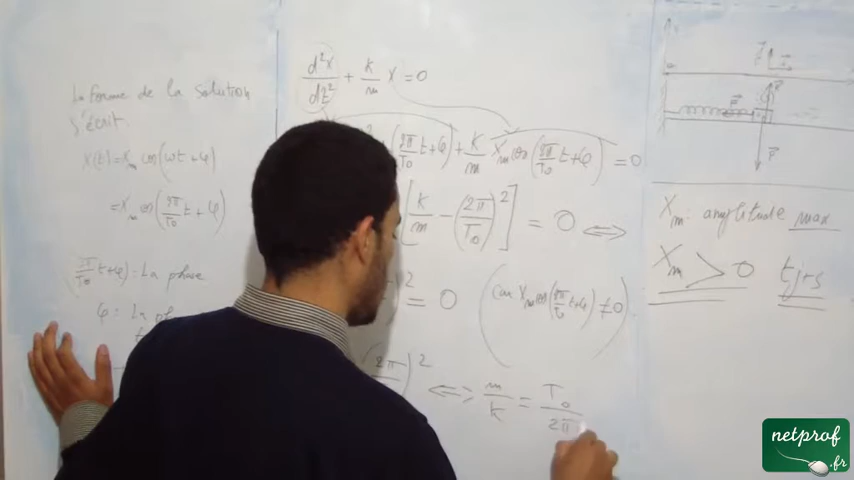 La forme de la solution
s'écrit
x(t) = Xm cos(ωt + φ)
= Xm cos(2π/T₀ t + φ)
2π/T₀ t + φ) = La phase
φ : La ph
d²x/dt² + k/m x = 0
(2π/T₀ t + φ) + k/m Xm cos(2π/T₀ t + φ) = 0
[k/m − (2π/T₀)²] = 0 ⟺
² = 0 (car Xm cos(2π/T₀ t + φ) ≠ 0)
(2π ² ⟺ m/k = T₀/2π
Xm : amplitude max
Xm > 0 tjrs
netprof
.fr